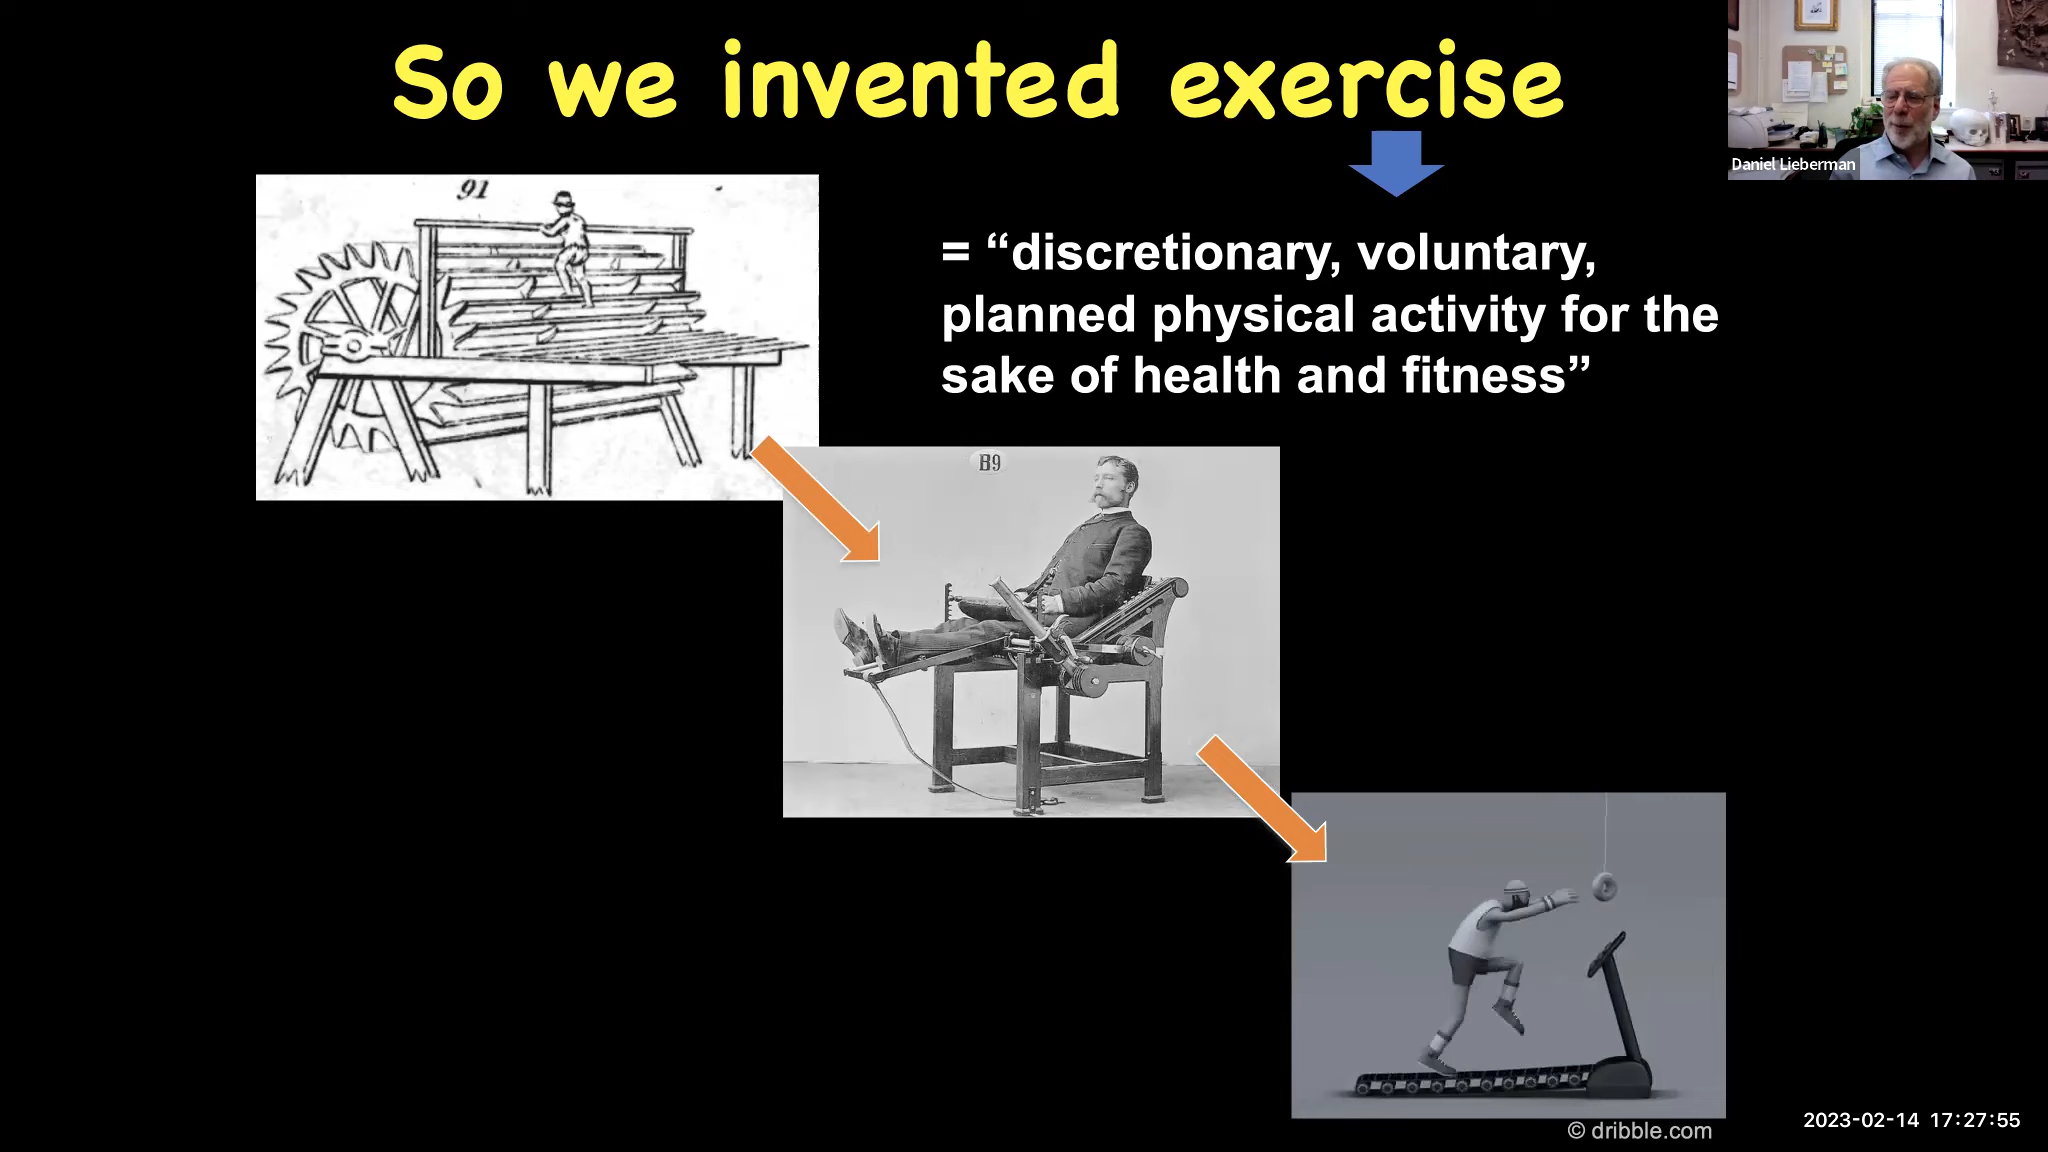 So we invented exercise
Daniel Lieberman
91
= “discretionary, voluntary,
planned physical activity for the
sake of health and fitness”
B9
© dribble.com
2023-02-14 17:27:55